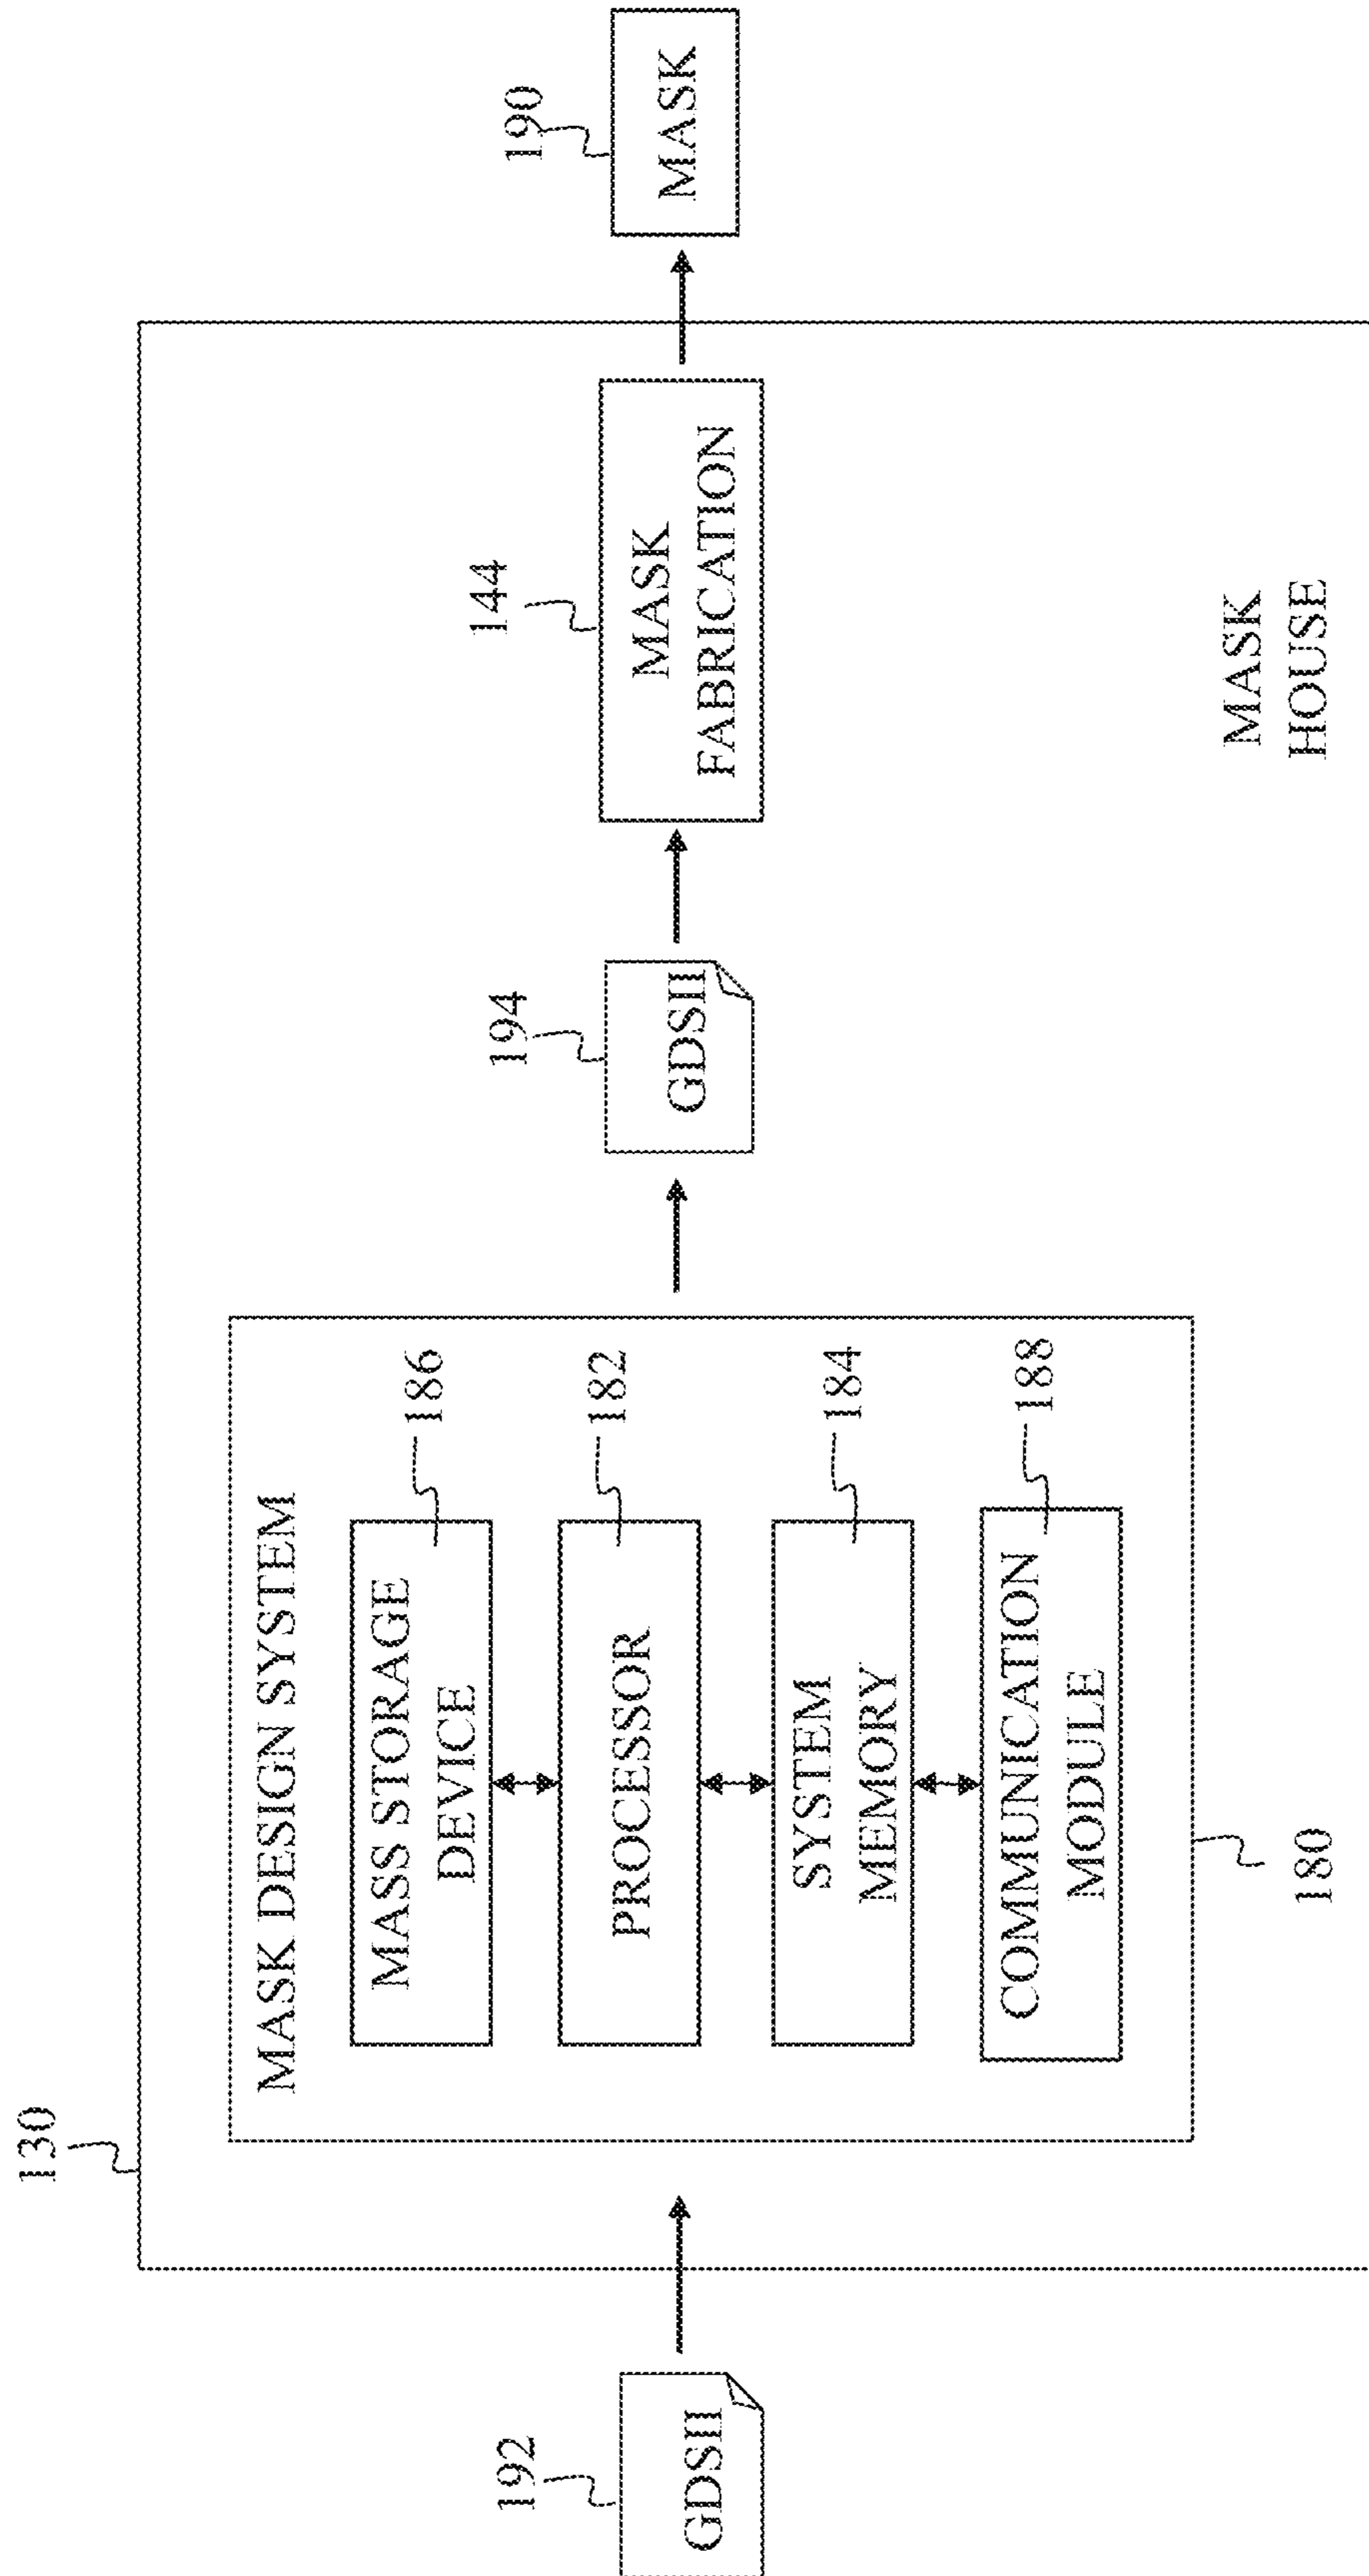 130
MASK DESIGN SYSTEM
186
MASS STORAGE
DEVICE
182
PROCESSOR
184
SYSTEM
MEMORY
188
COMMUNICATION
MODULE
180
192
GDSII
194
GDSII
144
MASK
FABRICATION
190
MASK
MASK
HOUSE